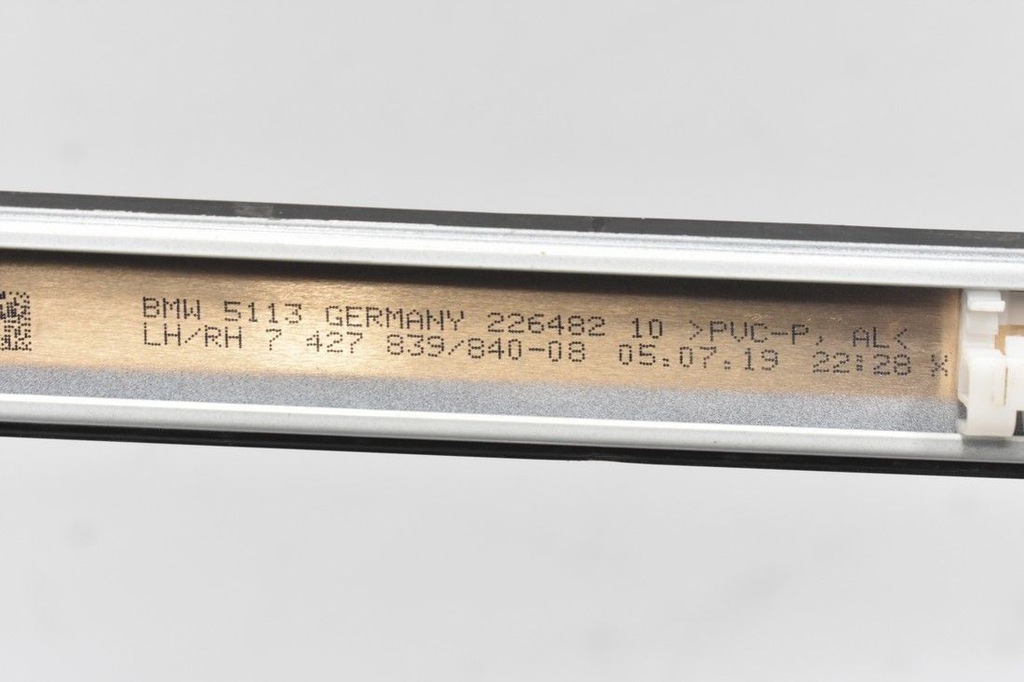 BMW 5113 GERMANY 226482 10 >PVC-P, AL<
LH/RH 7 427 839/840-08 05.07.19 22:28 X